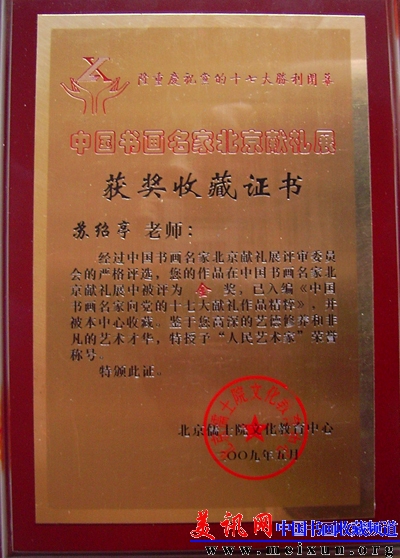 隆重庆祝党的十七大胜利闭幕
中国书画名家北京献礼展
获奖收藏证书
苏绍亭 老师：
经过中国书画名家北京献礼展评审委员
会的严格评选，您的作品在中国书画名家北
京献礼展中被评为 金 奖，已入编《中国
书画名家向党的十七大献礼作品精粹》，并
被本中心收藏。鉴于您高深的艺德修养和非
凡的艺术才华，特授予“人民艺术家”荣誉
称号。
特颁此证。
北京儒士院文化教育中心
二〇〇九年五月
美讯网
中国书画收藏频道
www.meixun.org